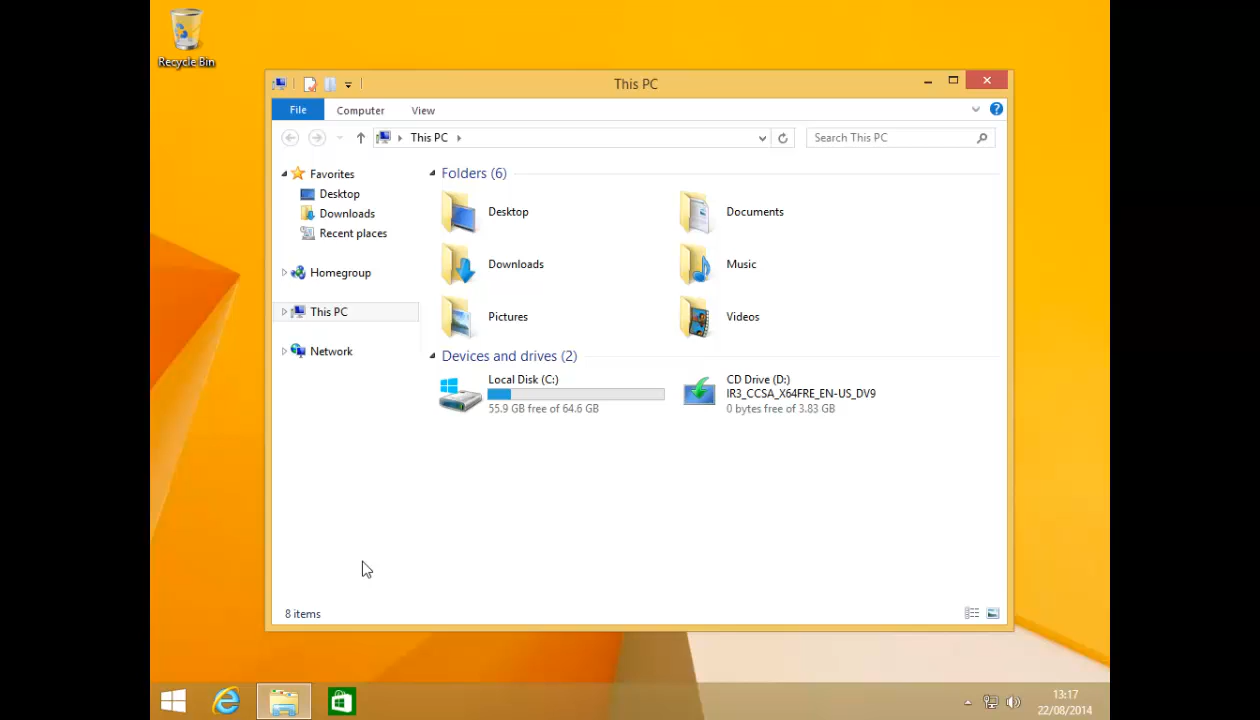 Recycle Bin
This PC
File
Computer
View
This PC
Search This PC
Favorites
Desktop
Downloads
Recent places
Homegroup
This PC
Network
Folders (6)
Desktop
Documents
Downloads
Music
Pictures
Videos
Devices and drives (2)
Local Disk (C:)
55.9 GB free of 64.6 GB
CD Drive (D:)
IR3_CCSA_X64FRE_EN-US_DV9
0 bytes free of 3.83 GB
8 items
13:17
22/08/2014